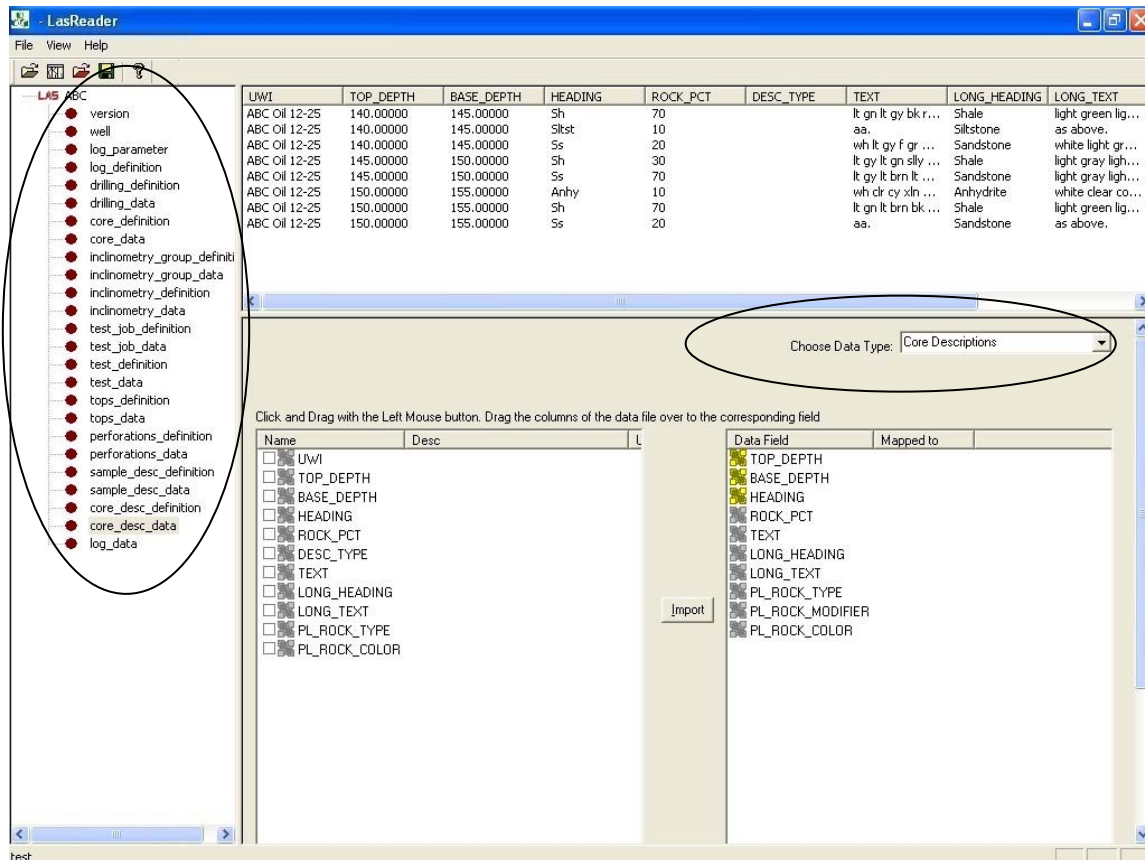 - LasReader
File View Help
LAS ABC
version
well
log_parameter
log_definition
drilling_definition
drilling_data
core_definition
core_data
inclinometry_group_definiti
inclinometry_group_data
inclinometry_definition
inclinometry_data
test_job_definition
test_job_data
test_definition
test_data
tops_definition
tops_data
perforations_definition
perforations_data
sample_desc_definition
sample_desc_data
core_desc_definition
core_desc_data
log_data
UWI TOP_DEPTH BASE_DEPTH HEADING ROCK_PCT DESC_TYPE TEXT LONG_HEADING LONG_TEXT
ABC Oil 12-25 140.00000 145.00000 Sh 70 lt gn lt gy bk r... Shale light green lig...
ABC Oil 12-25 140.00000 145.00000 Sltst 10 aa. Siltstone as above.
ABC Oil 12-25 140.00000 145.00000 Ss 20 wh lt gy f gr ... Sandstone white light gr...
ABC Oil 12-25 145.00000 150.00000 Sh 30 lt gy lt gn slly ... Shale light gray ligh...
ABC Oil 12-25 145.00000 150.00000 Ss 70 lt gy lt brn lt ... Sandstone light gray ligh...
ABC Oil 12-25 150.00000 155.00000 Anhy 10 wh clr cy xln ... Anhydrite white clear co...
ABC Oil 12-25 150.00000 155.00000 Sh 70 lt gn lt brn bk ... Shale light green lig...
ABC Oil 12-25 150.00000 155.00000 Ss 20 aa. Sandstone as above.
Choose Data Type: Core Descriptions
Click and Drag with the Left Mouse button. Drag the columns of the data file over to the corresponding field
Name Desc U
UWI
TOP_DEPTH
BASE_DEPTH
HEADING
ROCK_PCT
DESC_TYPE
TEXT
LONG_HEADING
LONG_TEXT
PL_ROCK_TYPE
PL_ROCK_COLOR
Import
Data Field Mapped to
TOP_DEPTH
BASE_DEPTH
HEADING
ROCK_PCT
TEXT
LONG_HEADING
LONG_TEXT
PL_ROCK_TYPE
PL_ROCK_MODIFIER
PL_ROCK_COLOR
test